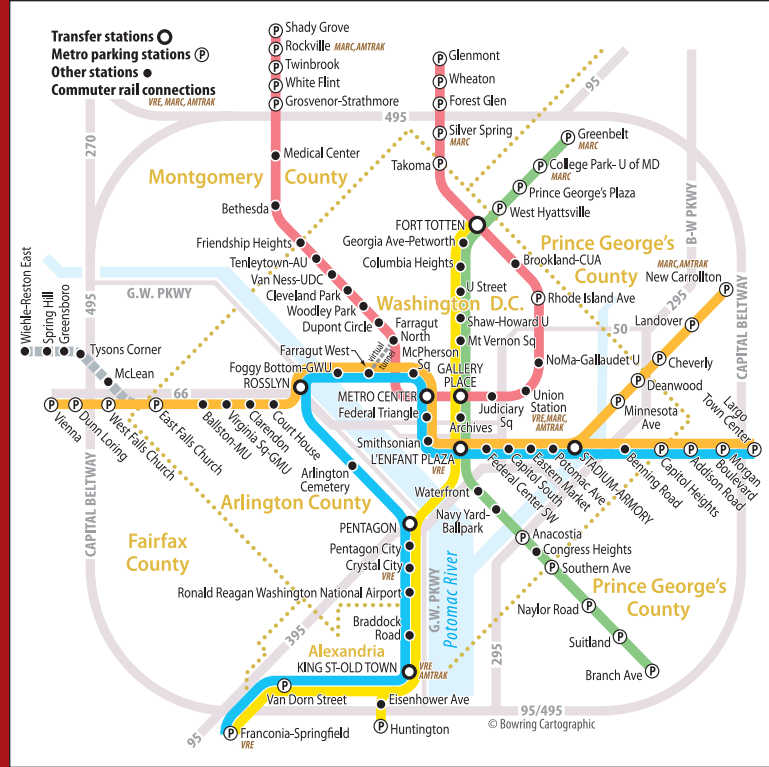 Transfer stations
Metro parking stations P
Other stations
Commuter rail connections
VRE, MARC, AMTRAK
Shady Grove
Rockville MARC, AMTRAK
Twinbrook
White Flint
Grosvenor-Strathmore
Medical Center
Bethesda
Friendship Heights
Tenleytown-AU
Van Ness-UDC
Cleveland Park
Woodley Park
Dupont Circle
Farragut
North
virtual
tunnel
Glenmont
Wheaton
Forest Glen
Silver Spring
MARC
Takoma
Greenbelt
MARC
College Park- U of MD
MARC
Prince George's Plaza
West Hyattsville
FORT TOTTEN
Georgia Ave-Petworth
Columbia Heights
U Street
Shaw-Howard U
Mt Vernon Sq
Brookland-CUA
Rhode Island Ave
NoMa-Gallaudet U
Union
Station
VRE, MARC,
AMTRAK
Judiciary
Sq
GALLERY
PLACE
Archives
Montgomery County
Prince George's
County
Washington D.C.
495
270
95
B-W PKWY
MARC, AMTRAK
New Carrollton
295
Landover
50
Cheverly
Deanwood
Minnesota
Ave
CAPITAL BELTWAY
G.W. PKWY
495
Wiehle-Reston East
Spring Hill
Greensboro
Tysons Corner
McLean
66
Vienna
Dunn Loring
West Falls Church
East Falls Church
Ballston-MU
Virginia Sq-GMU
Clarendon
Court House
ROSSLYN
Foggy Bottom-GWU
Farragut West
McPherson
Sq
METRO CENTER
Federal Triangle
Smithsonian
L'ENFANT PLAZA
VRE
Federal Center SW
Capitol South
Eastern Market
Potomac Ave
STADIUM-ARMORY
Benning Road
Capitol Heights
Addison Road
Morgan
Boulevard
Largo
Town Center
Arlington
Cemetery
Arlington County
CAPITAL BELTWAY
Fairfax
County
Waterfront
Navy Yard-
Ballpark
Anacostia
Congress Heights
Southern Ave
Naylor Road
Suitland
Branch Ave
Prince George's
County
PENTAGON
Pentagon City
Crystal City
VRE
Ronald Reagan Washington National Airport
G.W. PKWY
Potomac River
Braddock
Road
395
295
Alexandria
KING ST-OLD TOWN
VRE
AMTRAK
Van Dorn Street
Eisenhower Ave
Huntington
Franconia-Springfield
VRE
95
95/495
© Bowring Cartographic